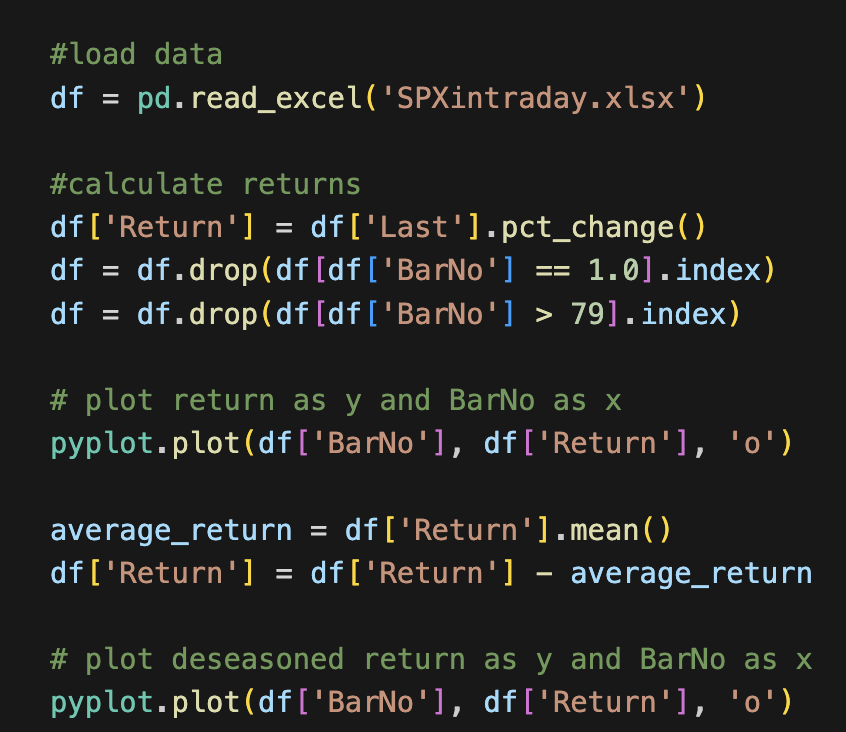 #load data
df = pd.read_excel('SPXintraday.xlsx')
#calculate returns
df['Return'] = df['Last'].pct_change()
df = df.drop(df[df['BarNo'] == 1.0].index)
df = df.drop(df[df['BarNo'] > 79].index)
# plot return as y and BarNo as x
pyplot.plot(df['BarNo'], df['Return'], 'o')
average_return = df['Return'].mean()
df['Return'] = df['Return'] - average_return
# plot deseasoned return as y and BarNo as x
pyplot.plot(df['BarNo'], df['Return'], 'o')